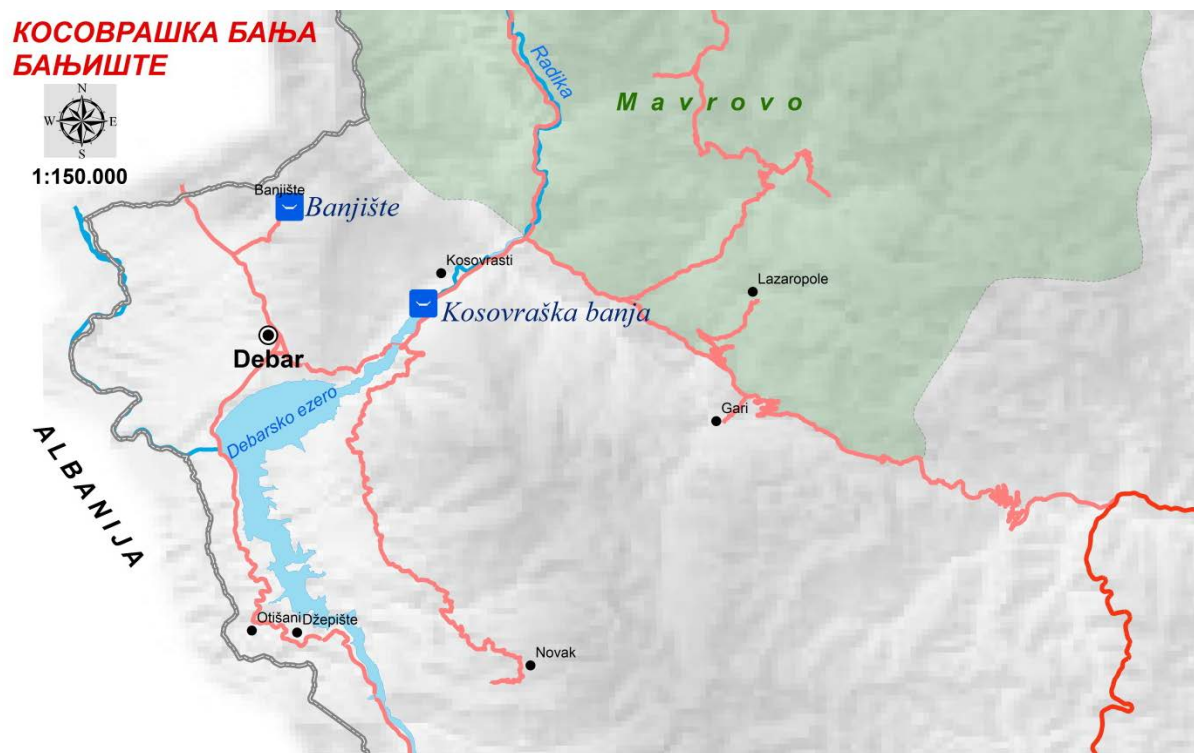 КОСОВРАШКА БАЊА
БАЊИШТЕ
N
W E
S
1:150.000
Radika
Mavrovo
Banjište
Banjište
Kosovrasti
Kosovraška banja
Lazaropole
Debar
Debarsko ezero
Gari
ALBANIJA
Otišani
Džepište
Novak